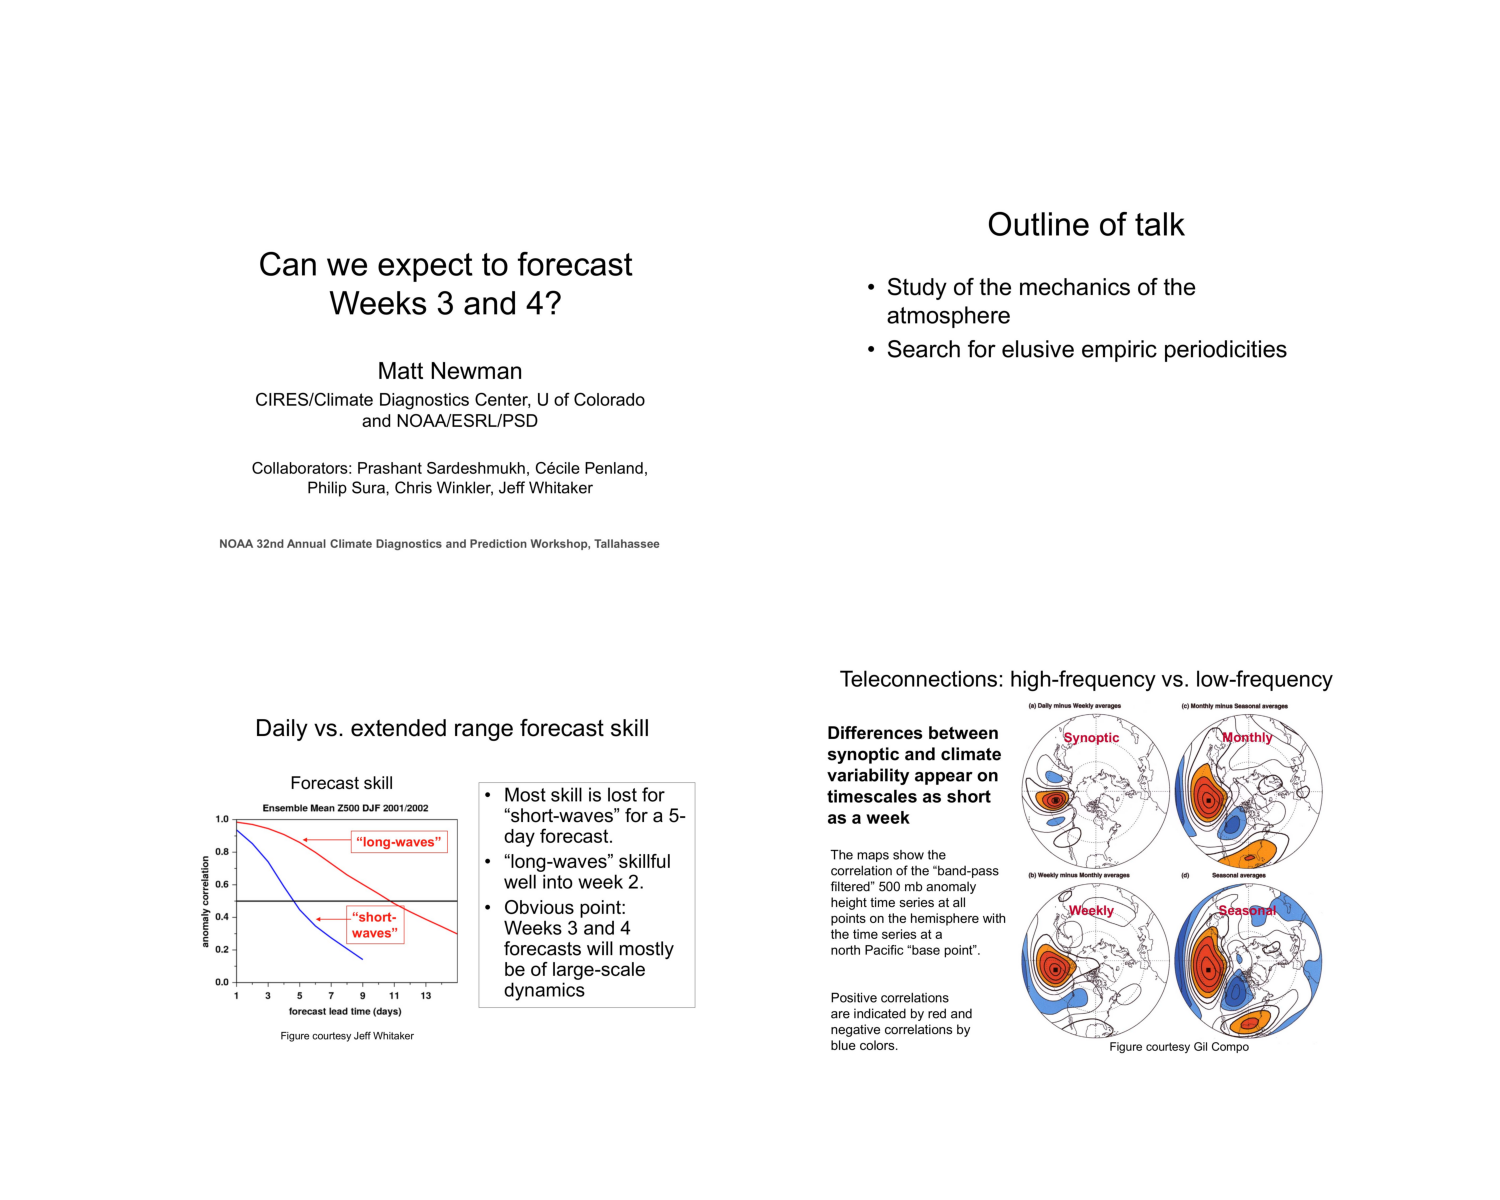 Can we expect to forecast
Weeks 3 and 4?
Matt Newman
CIRES/Climate Diagnostics Center, U of Colorado
and NOAA/ESRL/PSD
Collaborators: Prashant Sardeshmukh, Cécile Penland,
Philip Sura, Chris Winkler, Jeff Whitaker
NOAA 32nd Annual Climate Diagnostics and Prediction Workshop, Tallahassee
Outline of talk
• Study of the mechanics of the
atmosphere
• Search for elusive empiric periodicities
Daily vs. extended range forecast skill
Forecast skill
Ensemble Mean Z500 DJF 2001/2002
1.0
0.8
0.6
0.4
0.2
0.0
anomaly correlation
"long-waves"
"short-
waves"
1 3 5 7 9 11 13
forecast lead time (days)
Figure courtesy Jeff Whitaker
• Most skill is lost for
“short-waves” for a 5-
day forecast.
• “long-waves” skillful
well into week 2.
• Obvious point:
Weeks 3 and 4
forecasts will mostly
be of large-scale
dynamics
Teleconnections: high-frequency vs. low-frequency
Differences between
synoptic and climate
variability appear on
timescales as short
as a week
The maps show the
correlation of the “band-pass
filtered” 500 mb anomaly
height time series at all
points on the hemisphere with
the time series at a
north Pacific “base point”.
Positive correlations
are indicated by red and
negative correlations by
blue colors.
(a) Daily minus Weekly averages
Synoptic
(c) Monthly minus Seasonal averages
Monthly
(b) Weekly minus Monthly averages
Weekly
(d) Seasonal averages
Seasonal
Figure courtesy Gil Compo